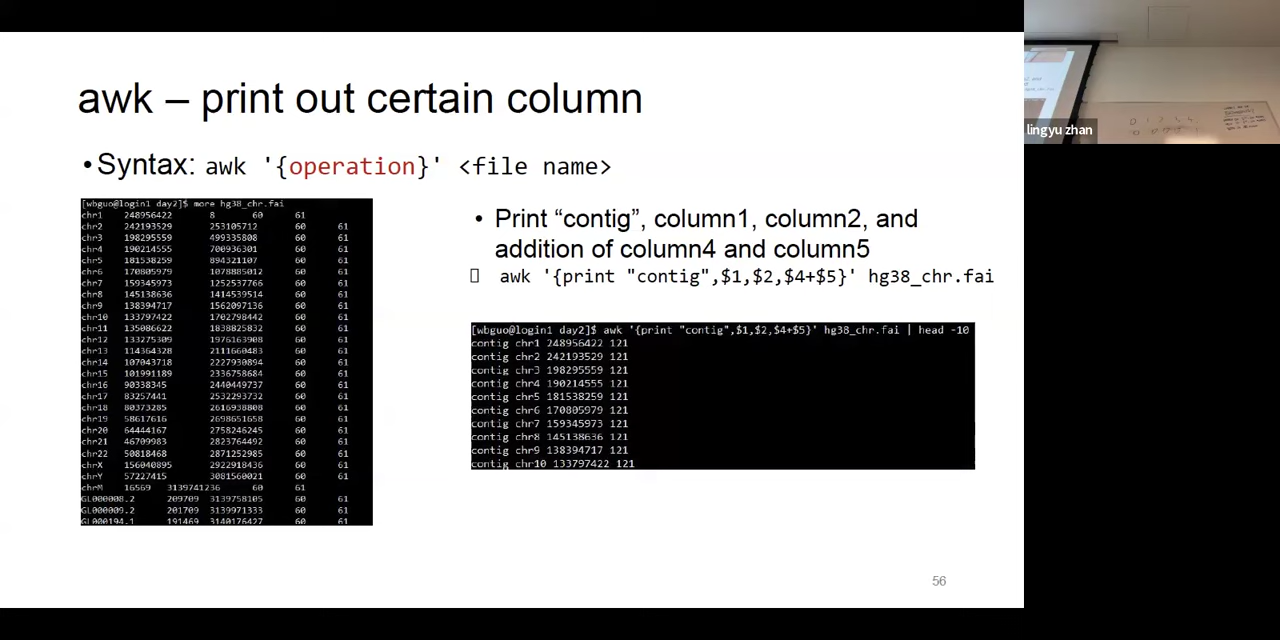 awk – print out certain column
•Syntax: awk '{operation}' <file name>
[wbguo@login1 day2]$ more hg38_chr.fai
chr1 248956422 8 60 61
chr2 242193529 253105712 60 61
chr3 198295559 499335808 60 61
chr4 190214555 700936301 60 61
chr5 181538259 894321107 60 61
chr6 170805979 1078885012 60 61
chr7 159345973 1252537766 60 61
chr8 145138636 1414539514 60 61
chr9 138394717 1562097136 60 61
chr10 133797422 1702798442 60 61
chr11 135086622 1838825832 60 61
chr12 133275309 1976163908 60 61
chr13 114364328 2111660483 60 61
chr14 107043718 2227930894 60 61
chr15 101991189 2336758684 60 61
chr16 90338345 2440449737 60 61
chr17 83257441 2532293732 60 61
chr18 80373285 2616938808 60 61
chr19 58617616 2698651658 60 61
chr20 64444167 2758246245 60 61
chr21 46709983 2823764492 60 61
chr22 50818468 2871252985 60 61
chrX 156040895 2922918436 60 61
chrY 57227415 3081560021 60 61
chrM 16569 3139741236 60 61
GL000008.2 209709 3139758105 60 61
GL000009.2 201709 3139971333 60 61
GL000194.1 191469 3140176427 60 61
• Print “contig”, column1, column2, and
addition of column4 and column5
awk '{print "contig",$1,$2,$4+$5}' hg38_chr.fai
[wbguo@login1 day2]$ awk '{print "contig",$1,$2,$4+$5}' hg38_chr.fai | head -10
contig chr1 248956422 121
contig chr2 242193529 121
contig chr3 198295559 121
contig chr4 190214555 121
contig chr5 181538259 121
contig chr6 170805979 121
contig chr7 159345973 121
contig chr8 145138636 121
contig chr9 138394717 121
contig chr10 133797422 121
56
lingyu zhan